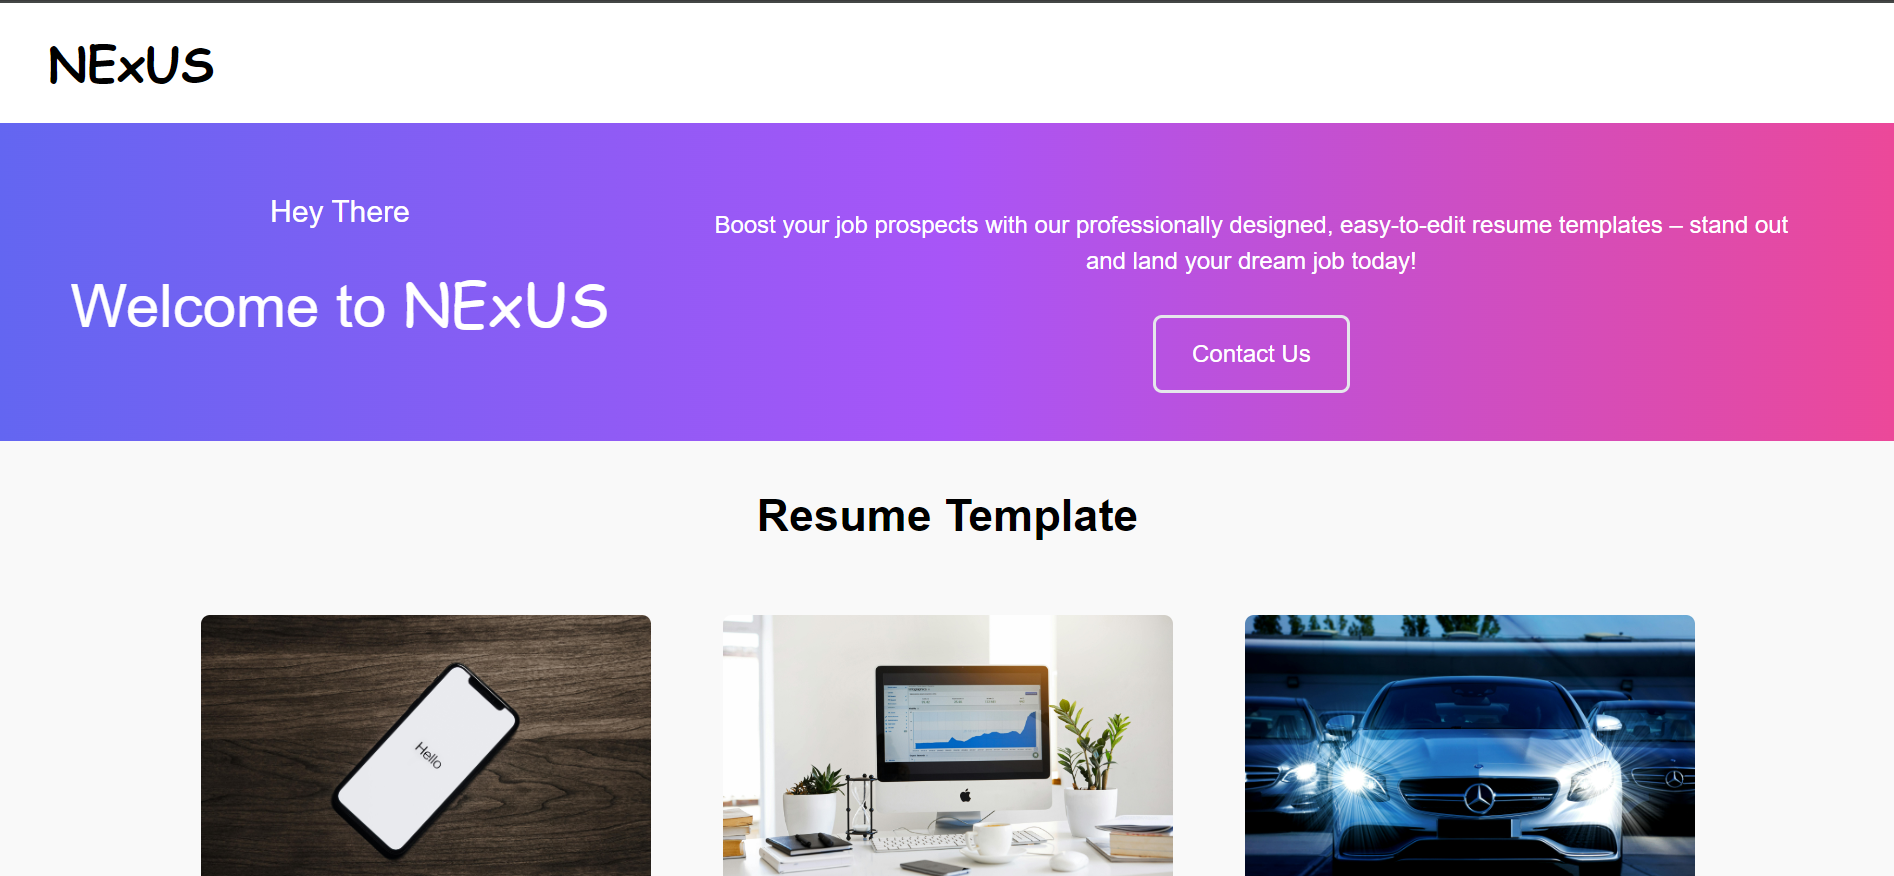 NExUS
Hey There
Welcome to NExUS
Boost your job prospects with our professionally designed, easy-to-edit resume templates – stand out
and land your dream job today!
Contact Us
Resume Template
Hello